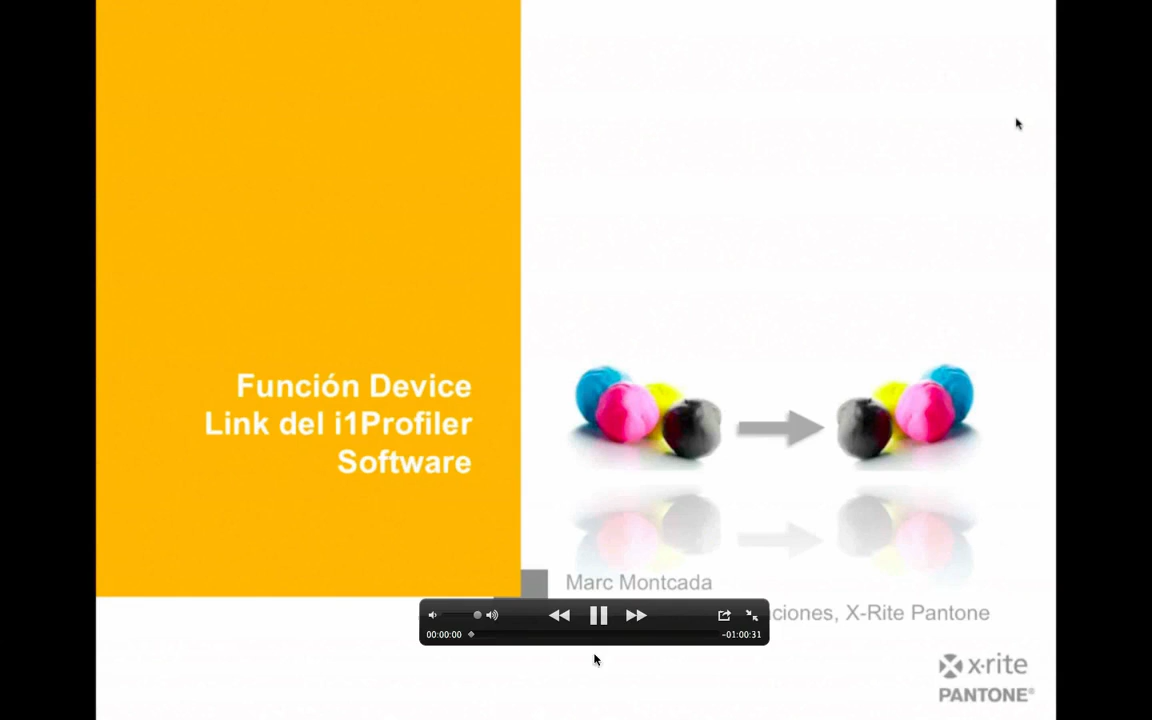 Función Device
Link del i1Profiler
Software
Marc Montcada
ciones, X-Rite Pantone
00:00:00
-01:00:31
x·rite
PANTONE®